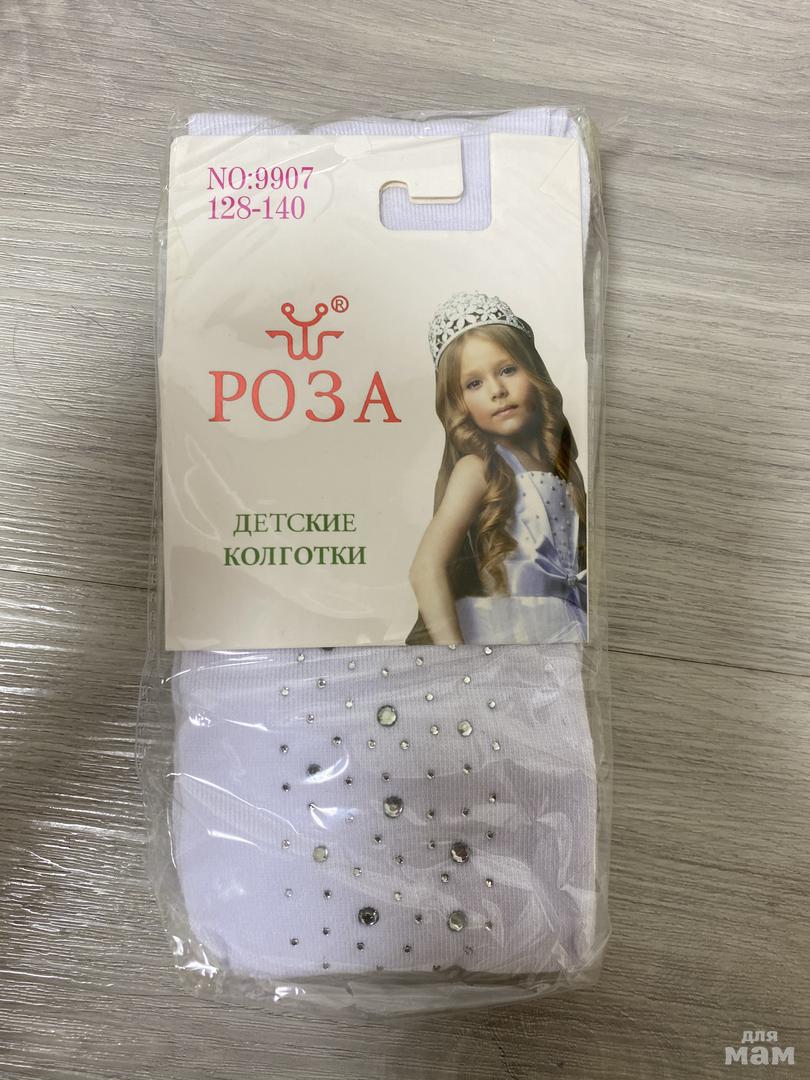 NO:9907
128-140
®
РОЗА
ДЕТСКИЕ
КОЛГОТКИ
для
мам